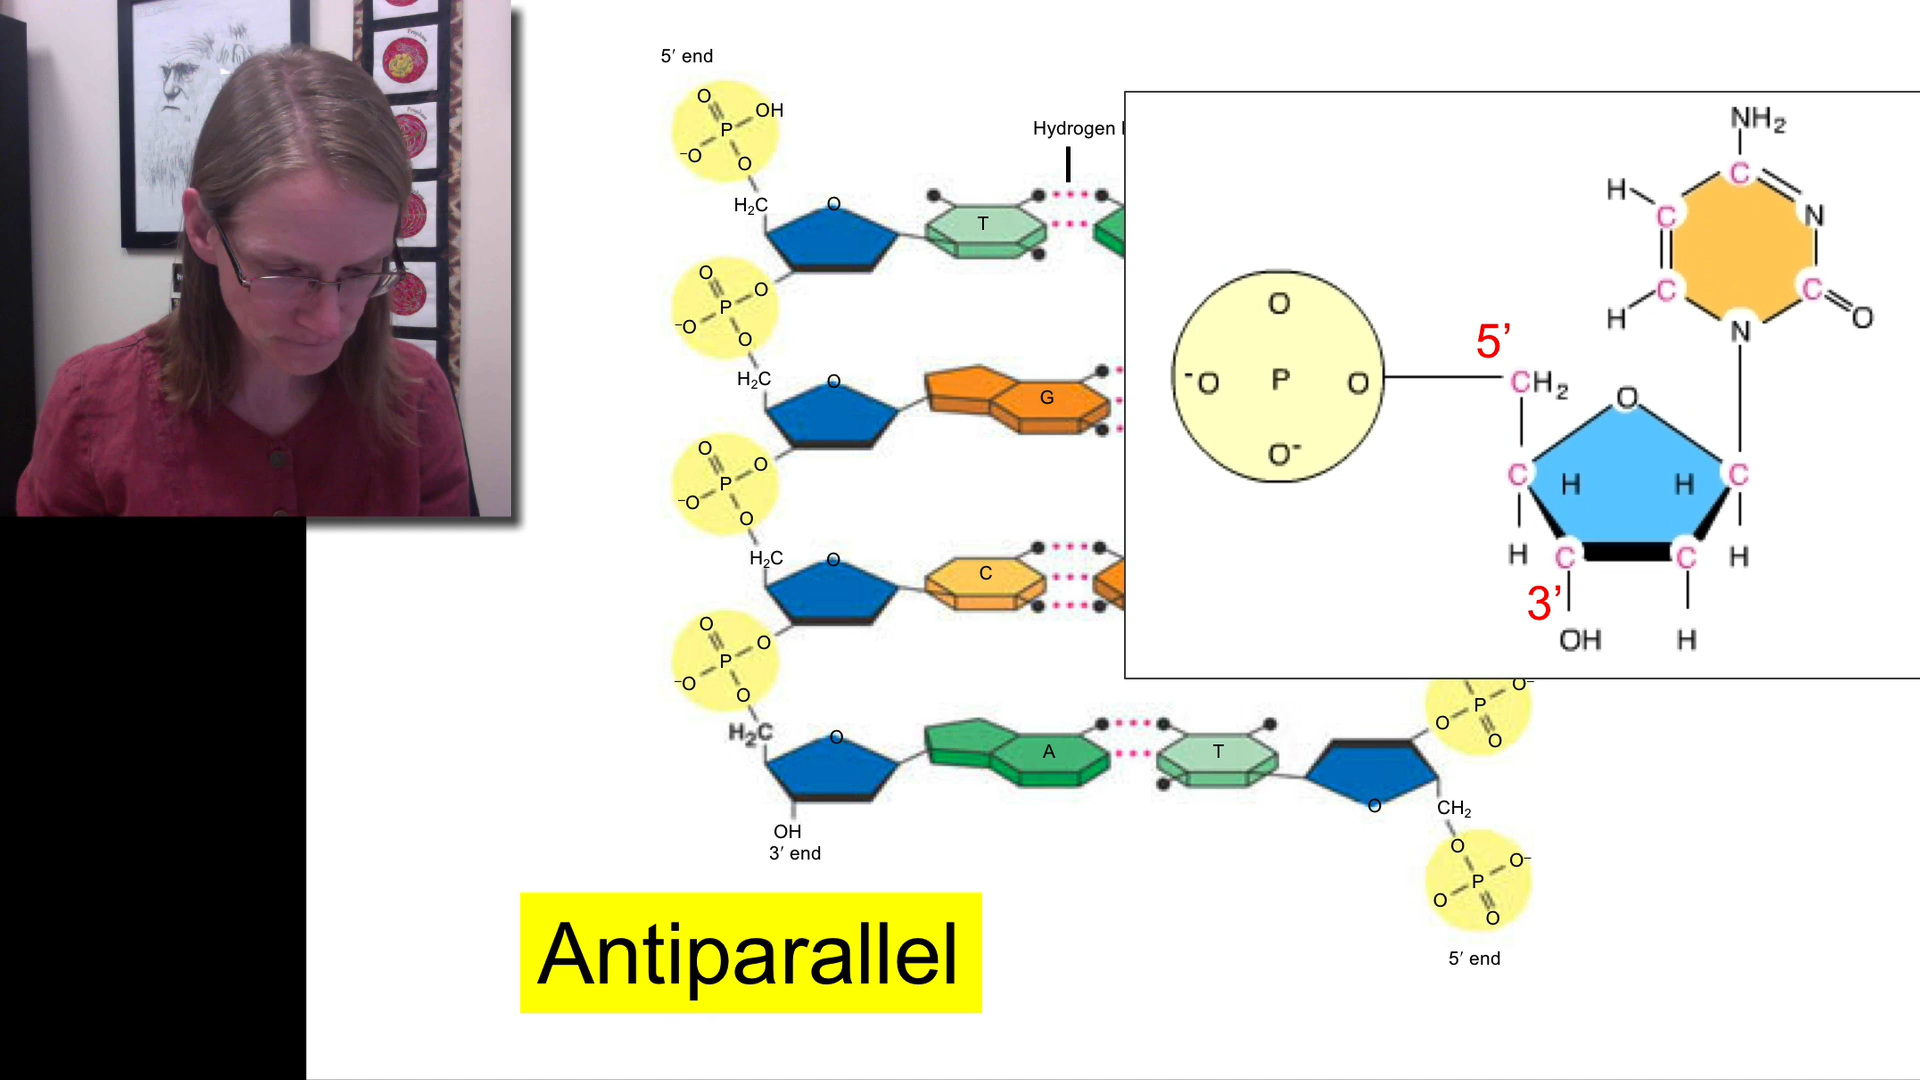 5′ end
O
OH
P
⁻O
O
Hydrogen
H₂C
O
T
O
O
P
⁻O
O
H₂C
O
G
O
O
P
⁻O
O
H₂C
O
C
O
O
P
⁻O
O
H₂C
O
A
T
OH
3′ end
P
O⁻
O
O
O
CH₂
O
O⁻
P
O
O
5′ end
NH₂
C
H
C
N
C
C
O
H
N
5’
O
⁻O
P
O
O⁻
CH₂
O
C
H
H
C
H
C
C
H
3’
OH
H
Antiparallel